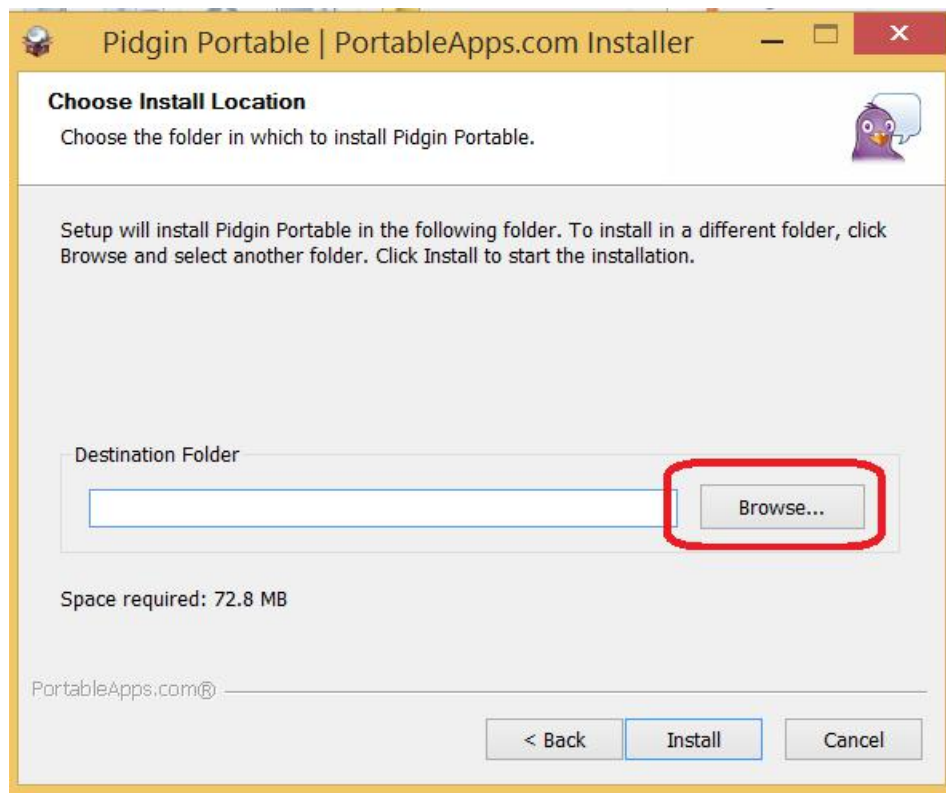 Pidgin Portable | PortableApps.com Installer
Choose Install Location
Choose the folder in which to install Pidgin Portable.
Setup will install Pidgin Portable in the following folder. To install in a different folder, click
Browse and select another folder. Click Install to start the installation.
Destination Folder
Browse...
Space required: 72.8 MB
PortableApps.com®
< Back Install Cancel